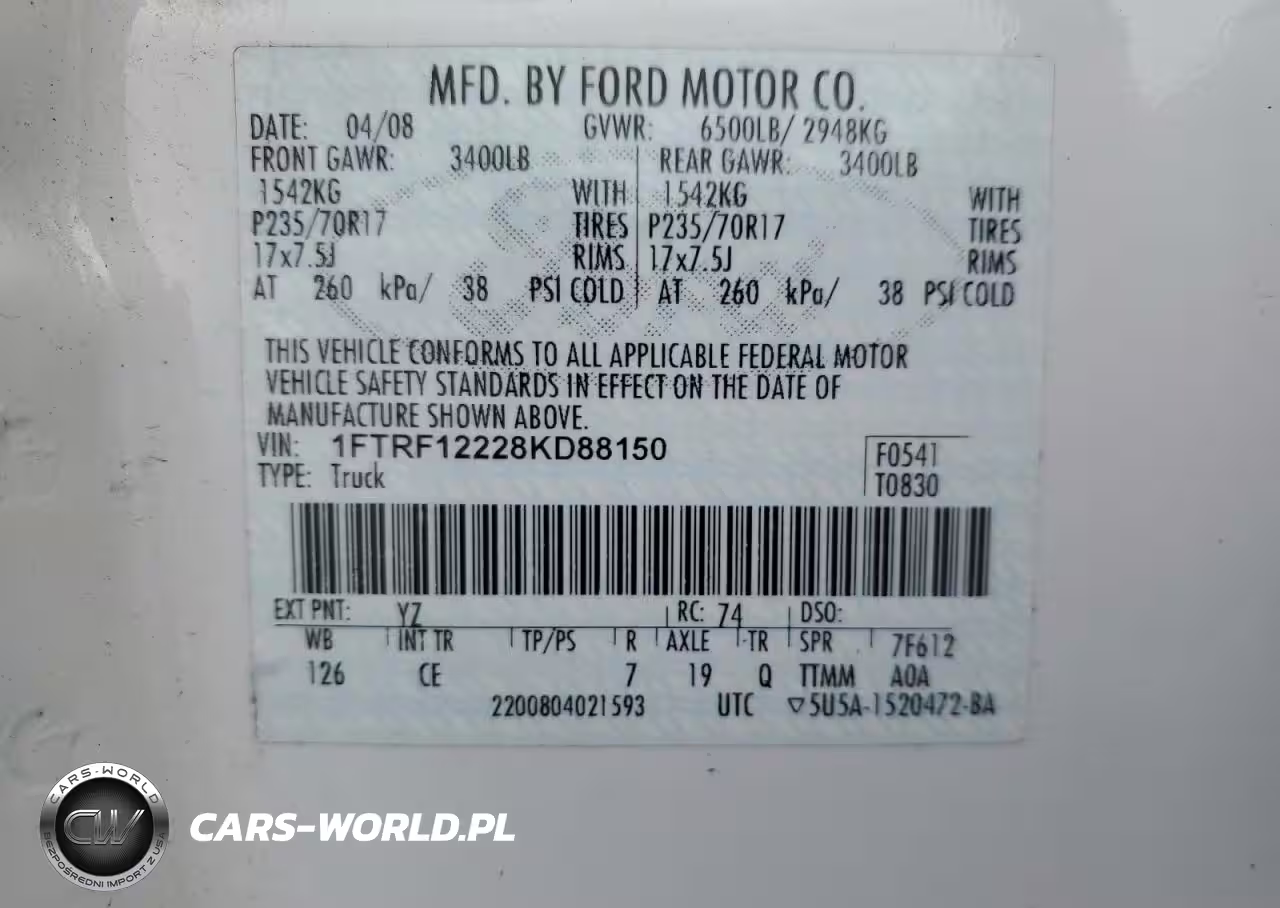 MFD. BY FORD MOTOR CO.
DATE: 04/08 GVWR: 6500LB/ 2948KG
FRONT GAWR: 3400LB REAR GAWR: 3400LB
1542KG WITH 1542KG WITH
P235/70R17 TIRES P235/70R17 TIRES
17x7.5J RIMS 17x7.5J RIMS
AT 260 kPa/ 38 PSI COLD AT 260 kPa/ 38 PSI COLD
THIS VEHICLE CONFORMS TO ALL APPLICABLE FEDERAL MOTOR
VEHICLE SAFETY STANDARDS IN EFFECT ON THE DATE OF
MANUFACTURE SHOWN ABOVE.
VIN: 1FTRF12228KD88150
TYPE: Truck
F0541
T0830
EXT PNT: YZ RC: 74 DSO:
WB INT TR TP/PS R AXLE TR SPR 7F612
126 CE 7 19 Q TTMM A0A
2200804021593 UTC ▽5U5A-1520472-BA
CARS-WORLD
CW
BEZPOŚREDNI IMPORT Z USA
CARS-WORLD.PL